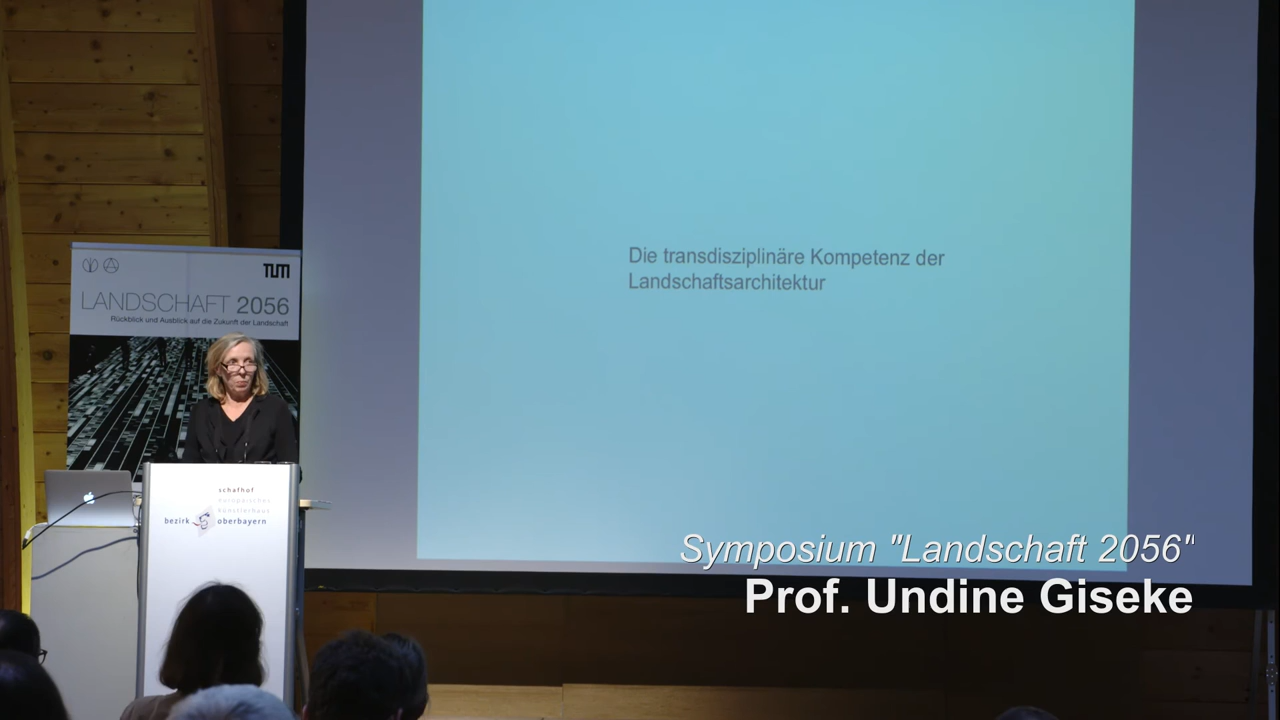 Die transdisziplinäre Kompetenz der
Landschaftsarchitektur
TUM
LANDSCHAFT 2056
Rückblick und Ausblick auf die Zukunft der Landschaft
schafhof
europäisches
künstlerhaus
bezirk oberbayern
Symposium "Landschaft 2056"
Prof. Undine Giseke